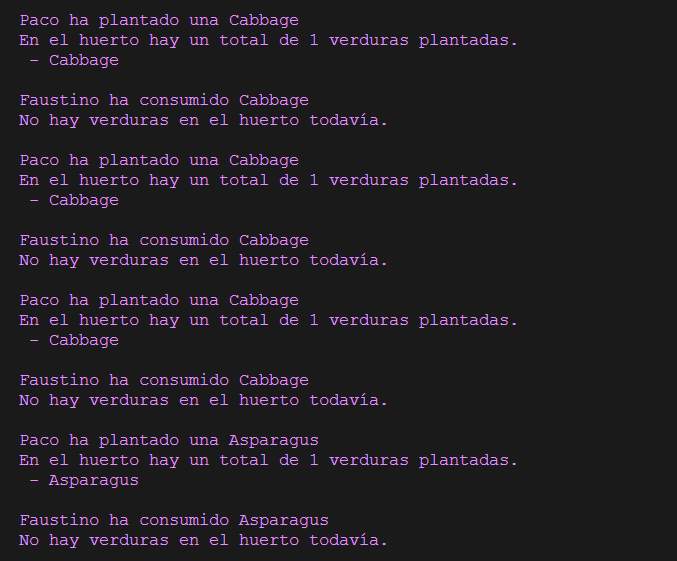 Paco ha plantado una Cabbage
En el huerto hay un total de 1 verduras plantadas.
- Cabbage
Faustino ha consumido Cabbage
No hay verduras en el huerto todavía.
Paco ha plantado una Cabbage
En el huerto hay un total de 1 verduras plantadas.
- Cabbage
Faustino ha consumido Cabbage
No hay verduras en el huerto todavía.
Paco ha plantado una Cabbage
En el huerto hay un total de 1 verduras plantadas.
- Cabbage
Faustino ha consumido Cabbage
No hay verduras en el huerto todavía.
Paco ha plantado una Asparagus
En el huerto hay un total de 1 verduras plantadas.
- Asparagus
Faustino ha consumido Asparagus
No hay verduras en el huerto todavía.